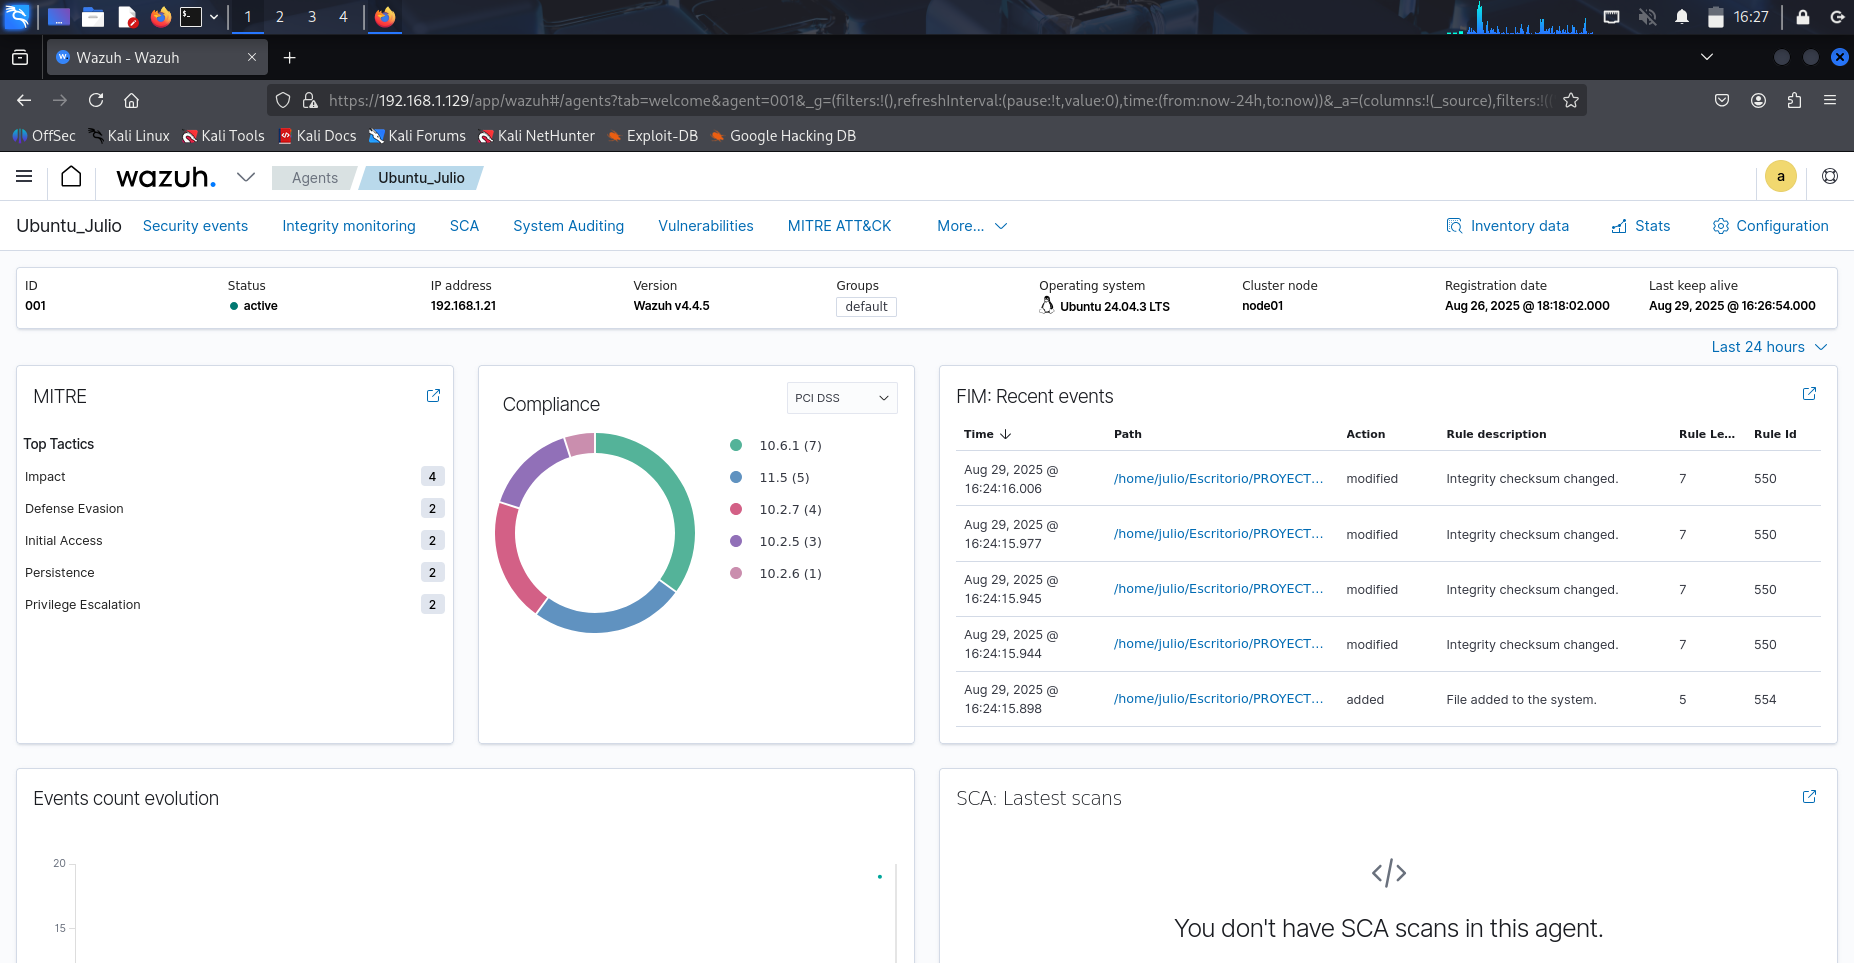 1 2 3 4
16:27
Wazuh - Wazuh
https://192.168.1.129/app/wazuh#/agents?tab=welcome&agent=001&_g=(filters:!(),refreshInterval:(pause:!t,value:0),time:(from:now-24h,to:now))&_a=(columns:!(_source),filters:!((
OffSec Kali Linux Kali Tools Kali Docs Kali Forums Kali NetHunter Exploit-DB Google Hacking DB
wazuh. Agents Ubuntu_Julio a
Ubuntu_Julio Security events Integrity monitoring SCA System Auditing Vulnerabilities MITRE ATT&CK More... Inventory data Stats Configuration
ID Status IP address Version Groups Operating system Cluster node Registration date Last keep alive
001 active 192.168.1.21 Wazuh v4.4.5 default Ubuntu 24.04.3 LTS node01 Aug 26, 2025 @ 18:18:02.000 Aug 29, 2025 @ 16:26:54.000
Last 24 hours
MITRE
Top Tactics
Impact 4
Defense Evasion 2
Initial Access 2
Persistence 2
Privilege Escalation 2
Compliance
PCI DSS
10.6.1 (7)
11.5 (5)
10.2.7 (4)
10.2.5 (3)
10.2.6 (1)
FIM: Recent events
Time Path Action Rule description Rule Le... Rule Id
Aug 29, 2025 @ 16:24:16.006 /home/julio/Escritorio/PROYECT... modified Integrity checksum changed. 7 550
Aug 29, 2025 @ 16:24:15.977 /home/julio/Escritorio/PROYECT... modified Integrity checksum changed. 7 550
Aug 29, 2025 @ 16:24:15.945 /home/julio/Escritorio/PROYECT... modified Integrity checksum changed. 7 550
Aug 29, 2025 @ 16:24:15.944 /home/julio/Escritorio/PROYECT... modified Integrity checksum changed. 7 550
Aug 29, 2025 @ 16:24:15.898 /home/julio/Escritorio/PROYECT... added File added to the system. 5 554
Events count evolution
20
15
SCA: Lastest scans
You don't have SCA scans in this agent.